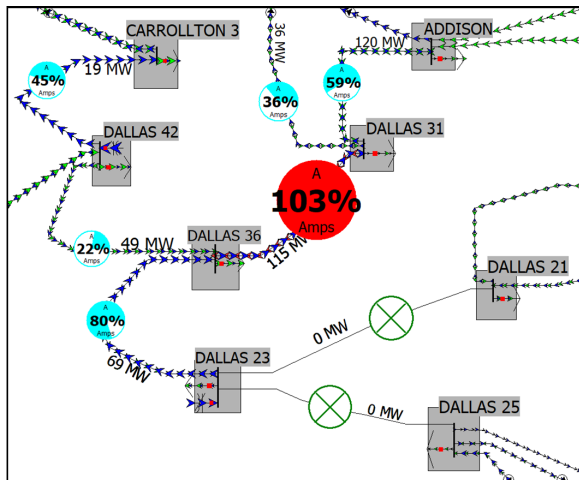 CARROLLTON 3
ADDISON
36 MW
120 MW
19 MW
A
45%
Amps
A
59%
Amps
A
36%
Amps
DALLAS 42
DALLAS 31
A
103%
Amps
115 MW
DALLAS 36
49 MW
A
22%
Amps
DALLAS 21
A
80%
Amps
0 MW
69 MW
DALLAS 23
0 MW
DALLAS 25